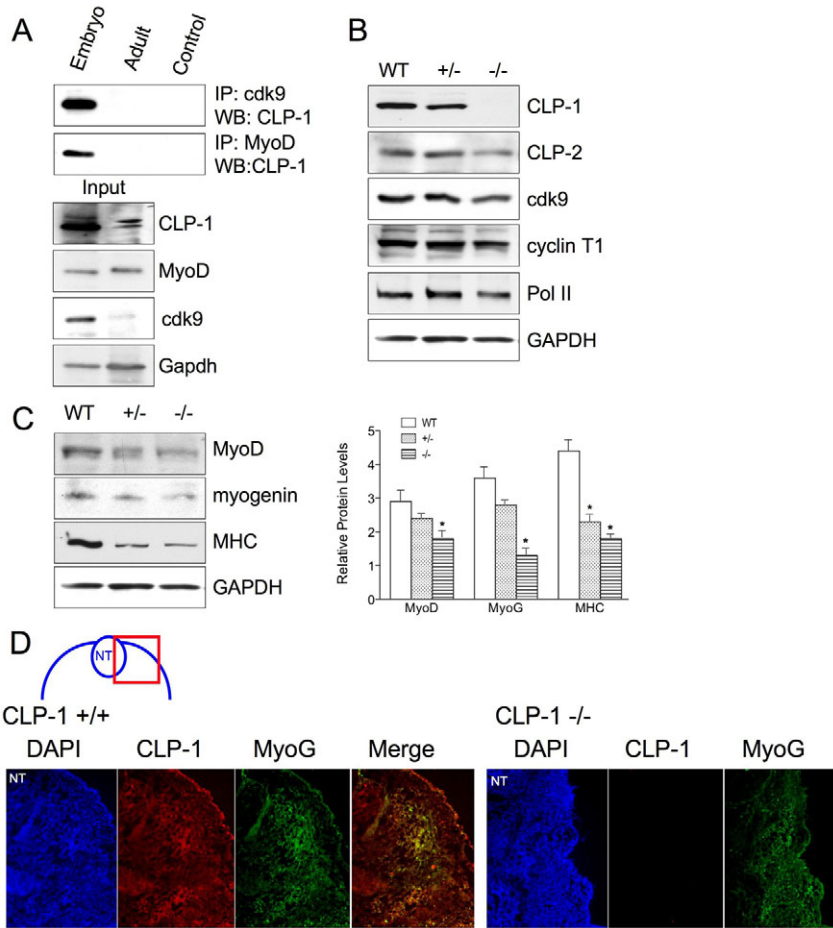 A
Embryo
Adult
Control
IP: cdk9
WB: CLP-1
IP: MyoD
WB:CLP-1
Input
CLP-1
MyoD
cdk9
Gapdh
B
WT +/- -/-
CLP-1
CLP-2
cdk9
cyclin T1
Pol II
GAPDH
C
WT +/- -/-
MyoD
myogenin
MHC
GAPDH
WT
+/-
-/-
Relative Protein Levels
5
4
3
2
1
0
* * * *
MyoD MyoG MHC
D
NT
CLP-1 +/+
DAPI CLP-1 MyoG Merge
NT
CLP-1 -/-
DAPI CLP-1 MyoG
NT